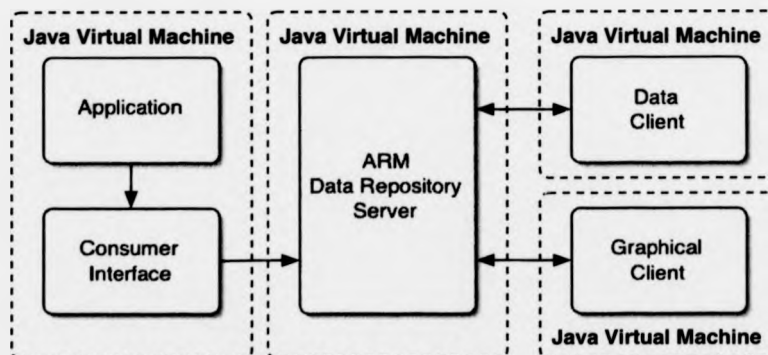 Java Virtual Machine
Application
Consumer
Interface
Java Virtual Machine
ARM
Data Repository
Server
Java Virtual Machine
Data
Client
Graphical
Client
Java Virtual Machine